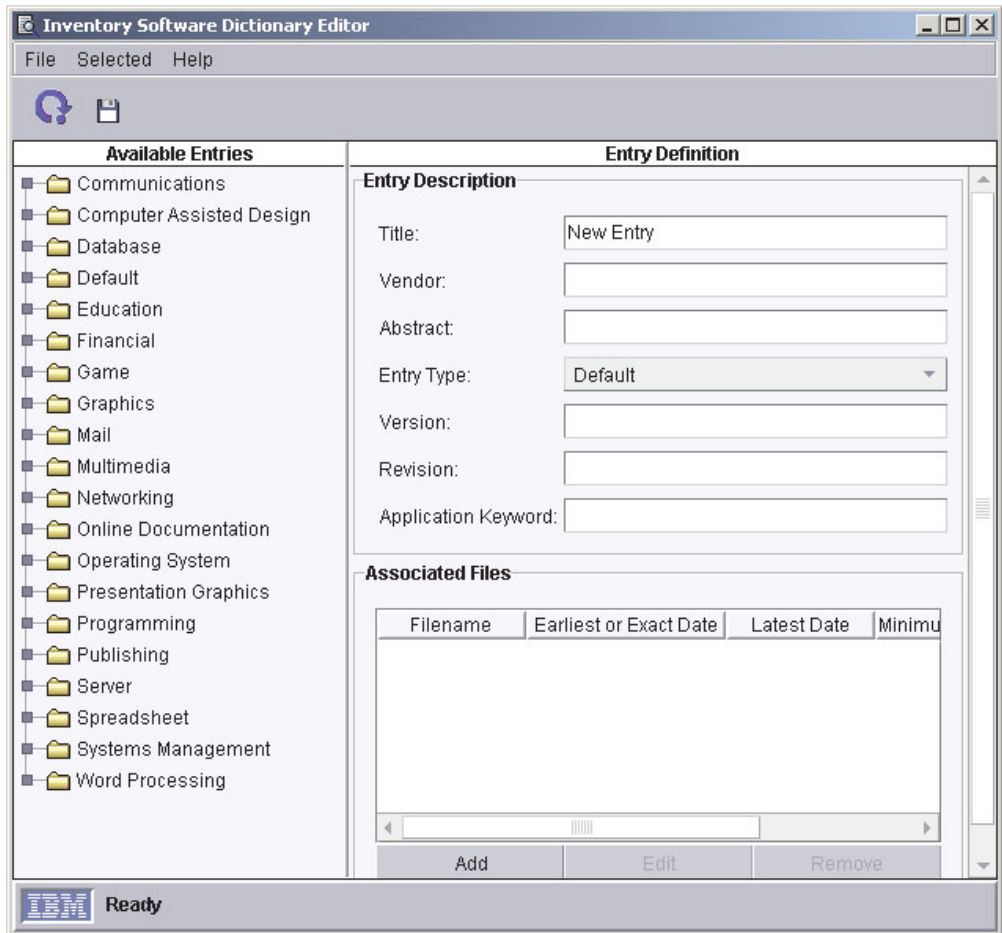 Inventory Software Dictionary Editor
File Selected Help
Available Entries
Communications
Computer Assisted Design
Database
Default
Education
Financial
Game
Graphics
Mail
Multimedia
Networking
Online Documentation
Operating System
Presentation Graphics
Programming
Publishing
Server
Spreadsheet
Systems Management
Word Processing
Entry Definition
Entry Description
Title: New Entry
Vendor:
Abstract:
Entry Type: Default
Version:
Revision:
Application Keyword:
Associated Files
Filename Earliest or Exact Date Latest Date Minimu
Add Edit Remove
IBM Ready